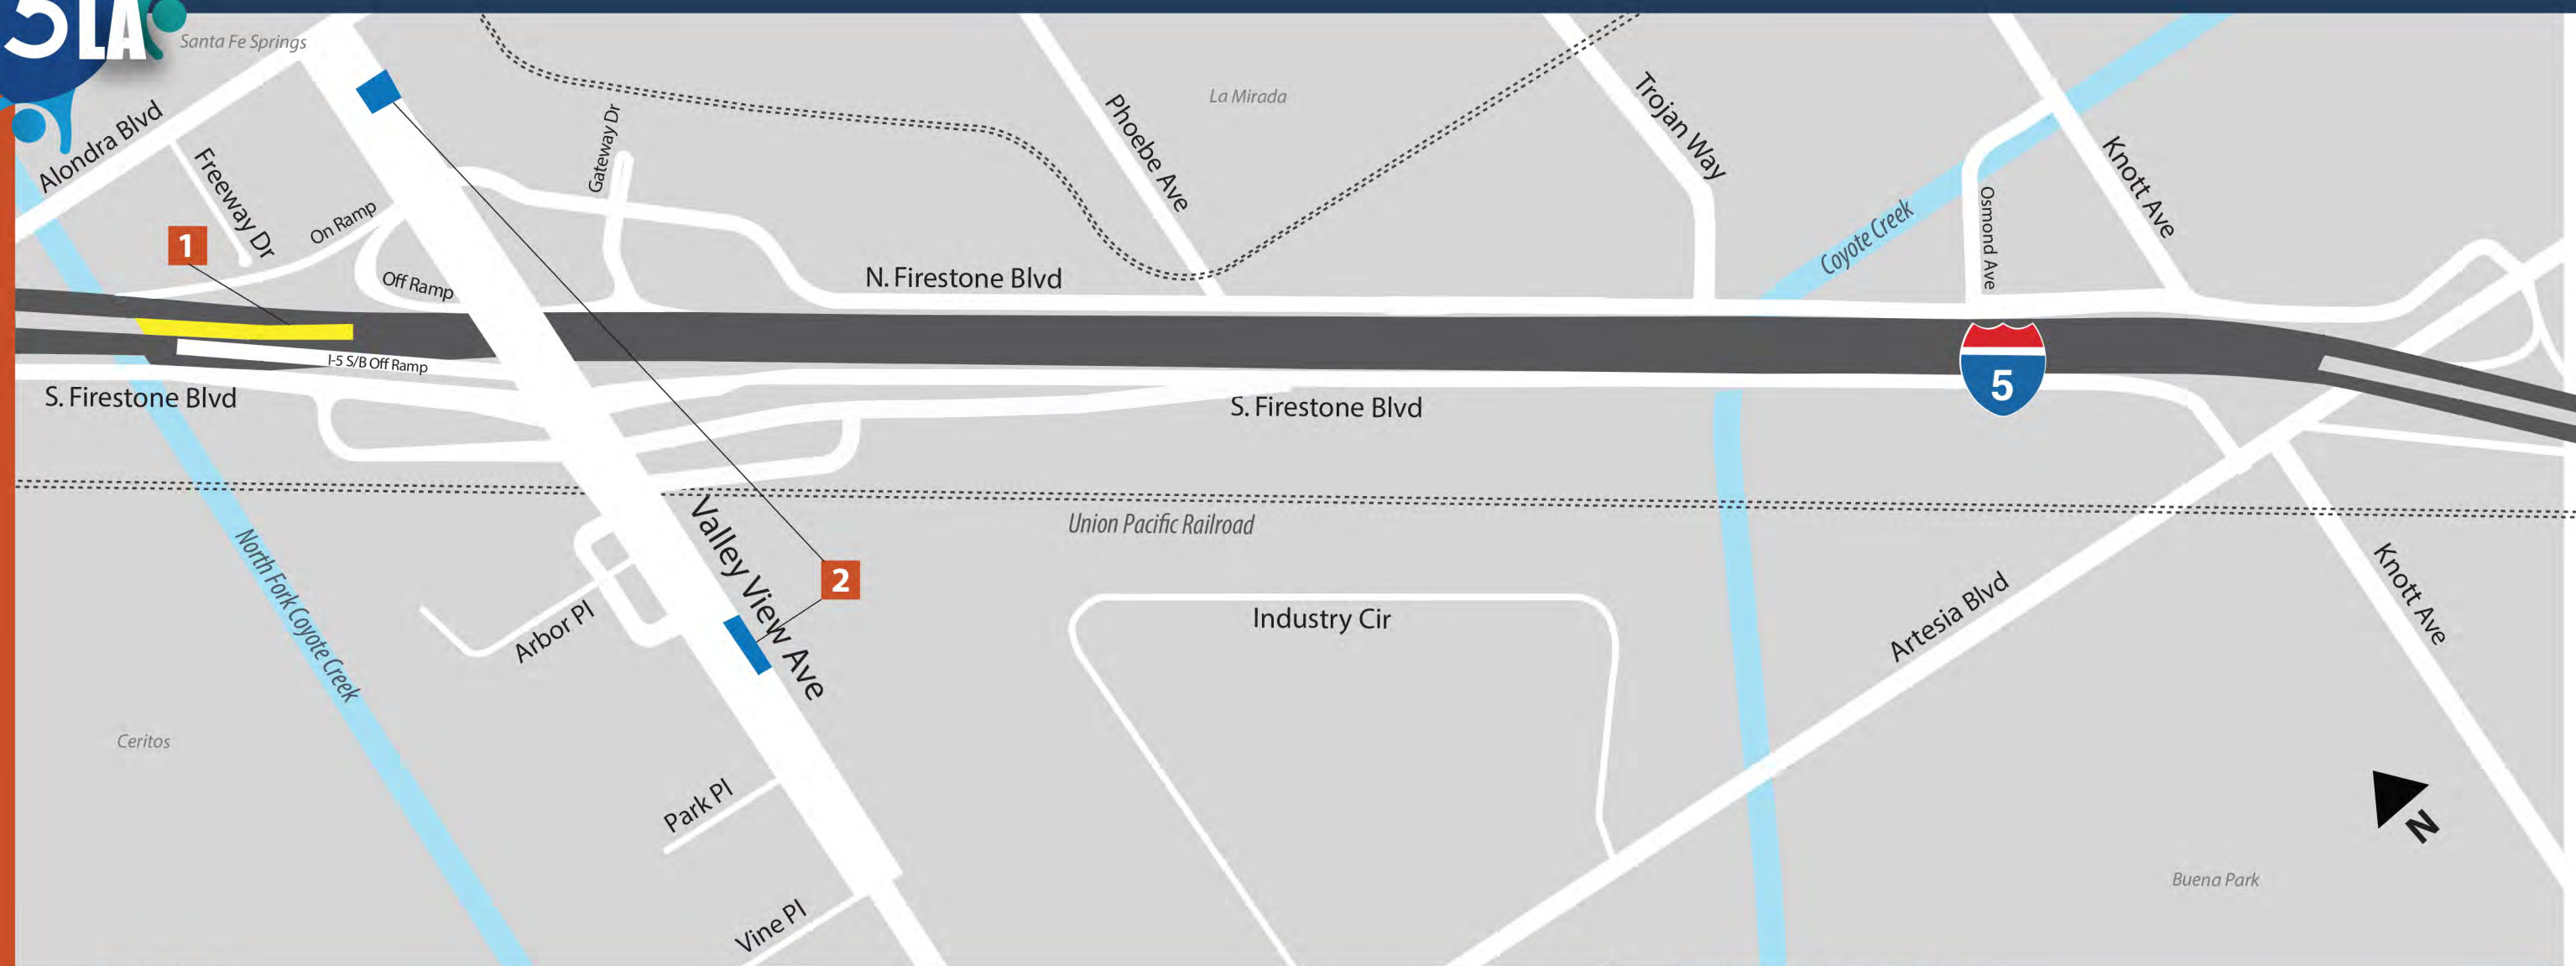 5LA
Santa Fe Springs
Alondra Blvd
Freeway Dr
On Ramp
Off Ramp
Gateway Dr
1
Phoebe Ave
La Mirada
Trojan Way
Coyote Creek
Osmond Ave
Knott Ave
N. Firestone Blvd
I-5 S/B Off Ramp
S. Firestone Blvd
S. Firestone Blvd
5
Union Pacific Railroad
North Fork Coyote Creek
Valley View Ave
2
Arbor Pl
Industry Cir
Artesia Blvd
Knott Ave
Ceritos
Park Pl
Vine Pl
N
Buena Park